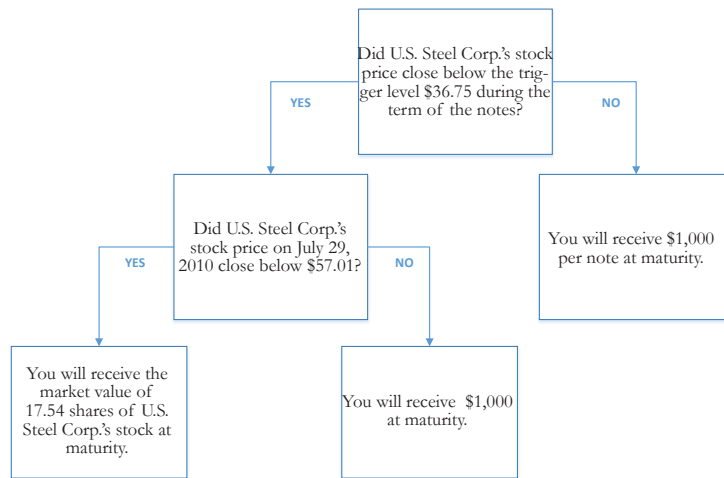 Did U.S. Steel Corp.'s stock
price close below the trig-
ger level $36.75 during the
term of the notes?
YES
NO
Did U.S. Steel Corp.'s
stock price on July 29,
2010 close below $57.01?
You will receive $1,000
per note at maturity.
YES
NO
You will receive the
market value of
17.54 shares of U.S.
Steel Corp.'s stock at
maturity.
You will receive $1,000
at maturity.